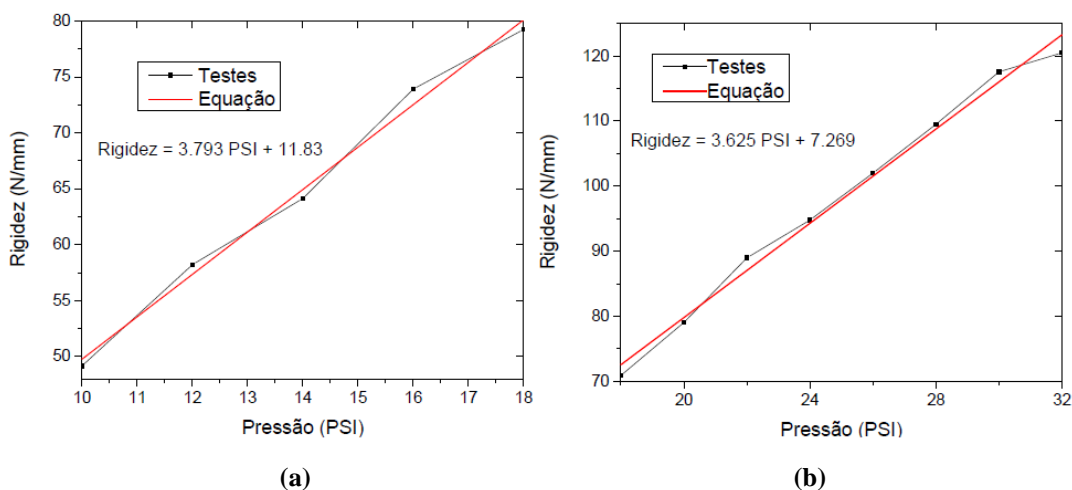 80
75
70
65
60
55
50
Rigidez (N/mm)
Testes
Equação
Rigidez = 3.793 PSI + 11.83
10 11 12 13 14 15 16 17 18
Pressão (PSI)
(a)
120
110
100
90
80
70
Rigidez (N/mm)
Testes
Equação
Rigidez = 3.625 PSI + 7.269
20 24 28 32
Pressão (PSI)
(b)